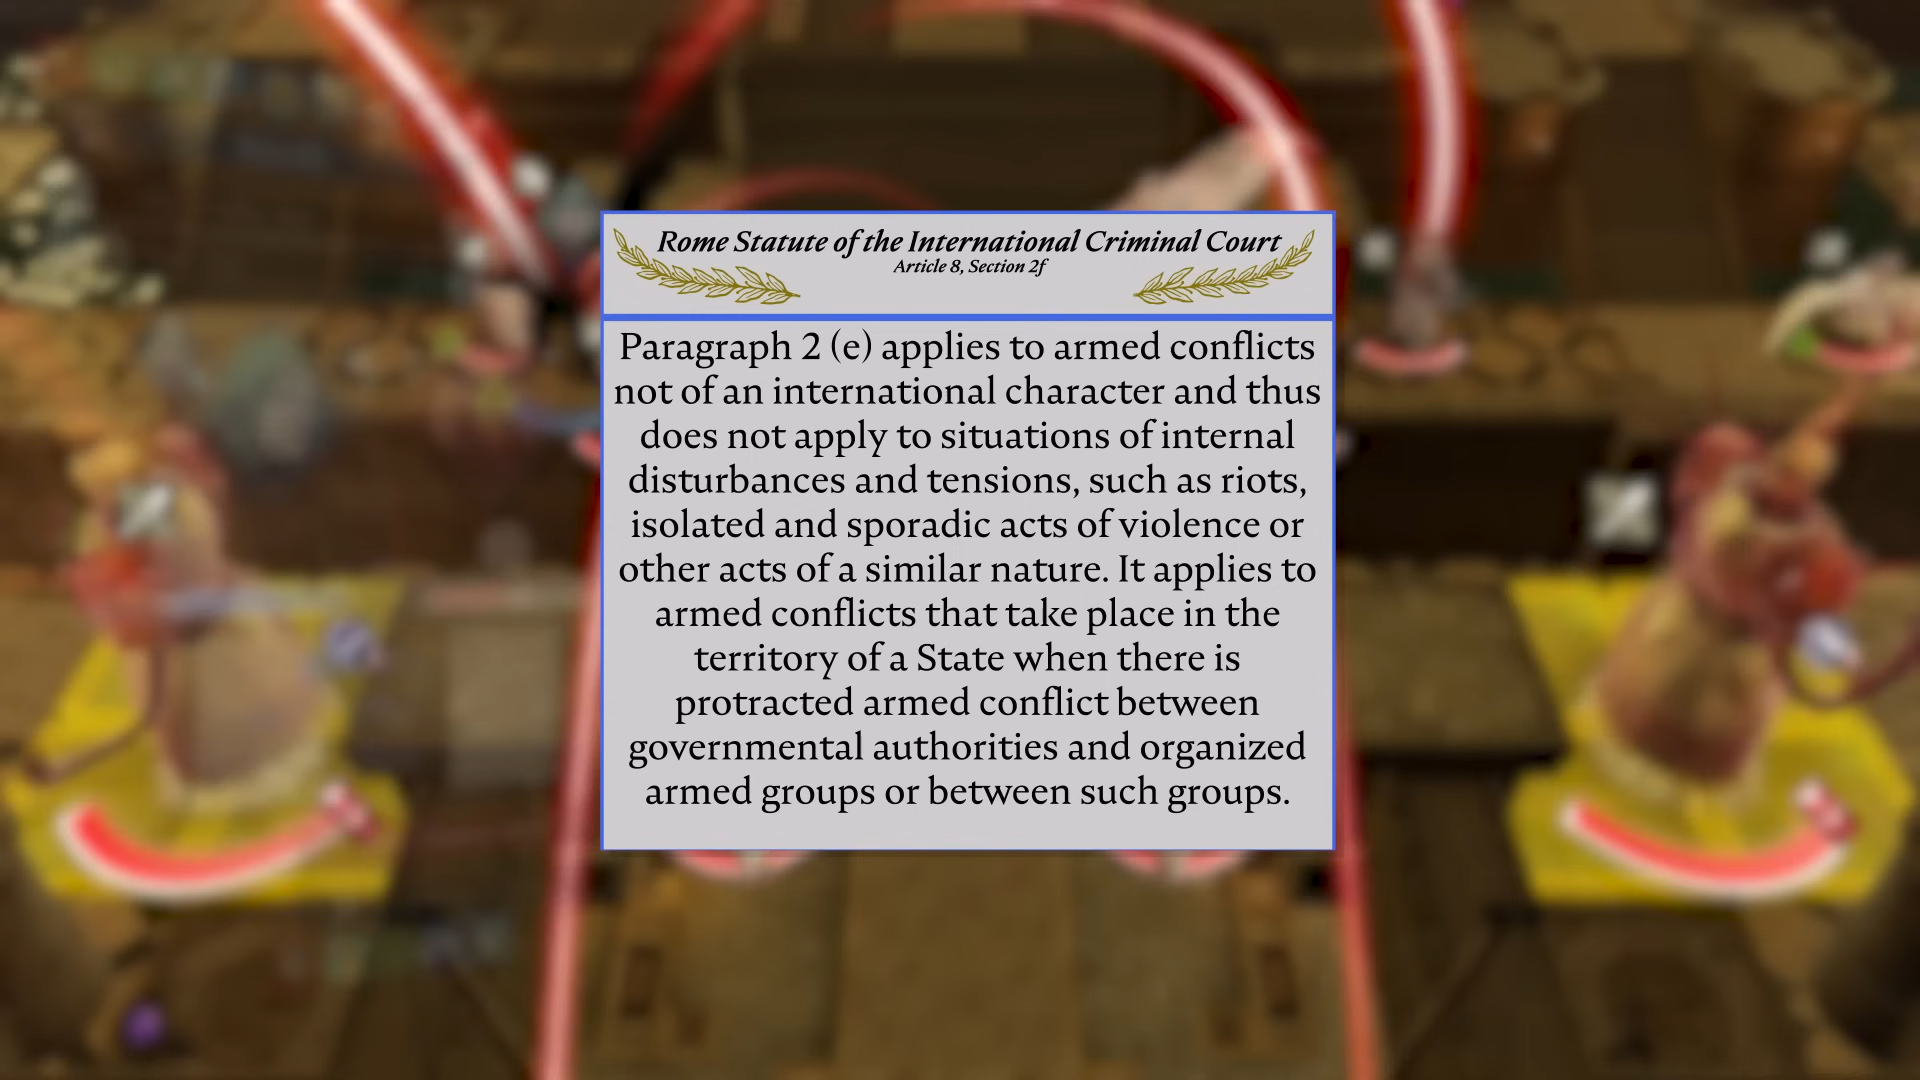 Rome Statute of the International Criminal Court
Article 8, Section 2f
Paragraph 2 (e) applies to armed conflicts
not of an international character and thus
does not apply to situations of internal
disturbances and tensions, such as riots,
isolated and sporadic acts of violence or
other acts of a similar nature. It applies to
armed conflicts that take place in the
territory of a State when there is
protracted armed conflict between
governmental authorities and organized
armed groups or between such groups.